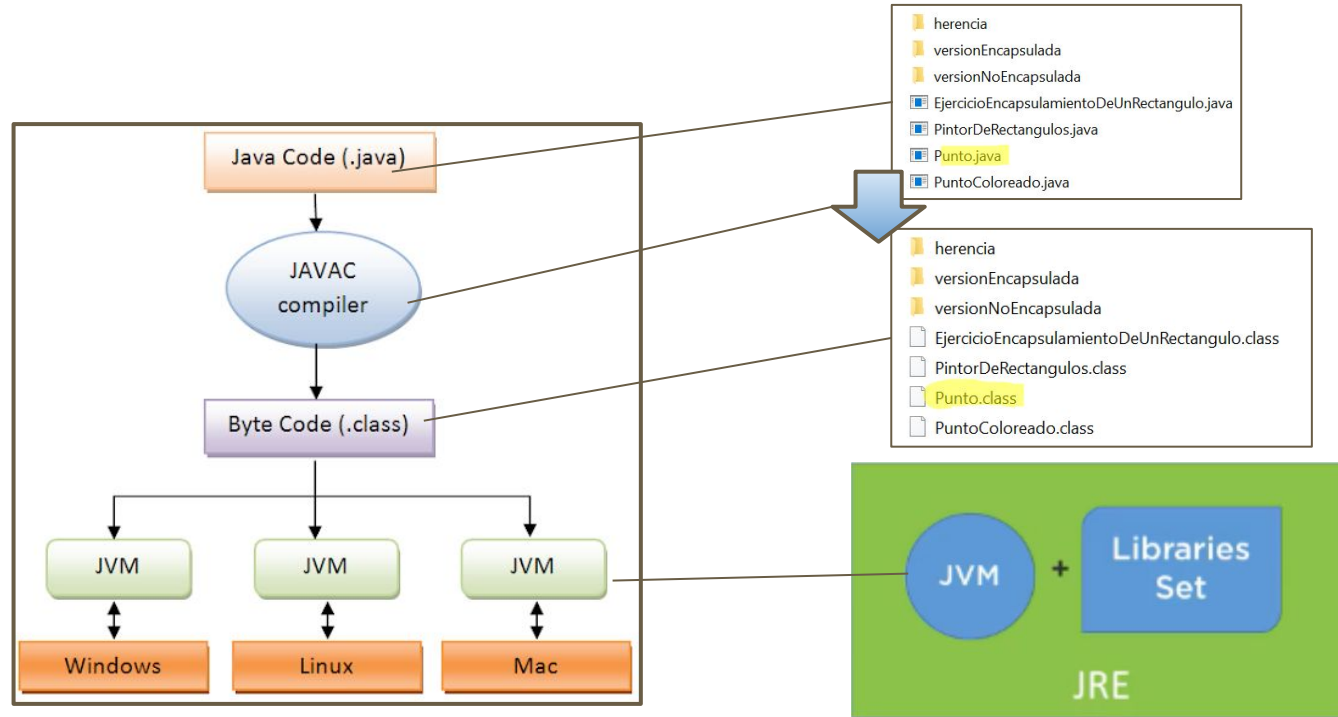 Java Code (.java)
JAVAC
compiler
Byte Code (.class)
JVM
JVM
JVM
Windows
Linux
Mac
herencia
versionEncapsulada
versionNoEncapsulada
EjercicioEncapsulamientoDeUnRectangulo.java
PintorDeRectangulos.java
Punto.java
PuntoColoreado.java
herencia
versionEncapsulada
versionNoEncapsulada
EjercicioEncapsulamientoDeUnRectangulo.class
PintorDeRectangulos.class
Punto.class
PuntoColoreado.class
JVM
+
Libraries
Set
JRE